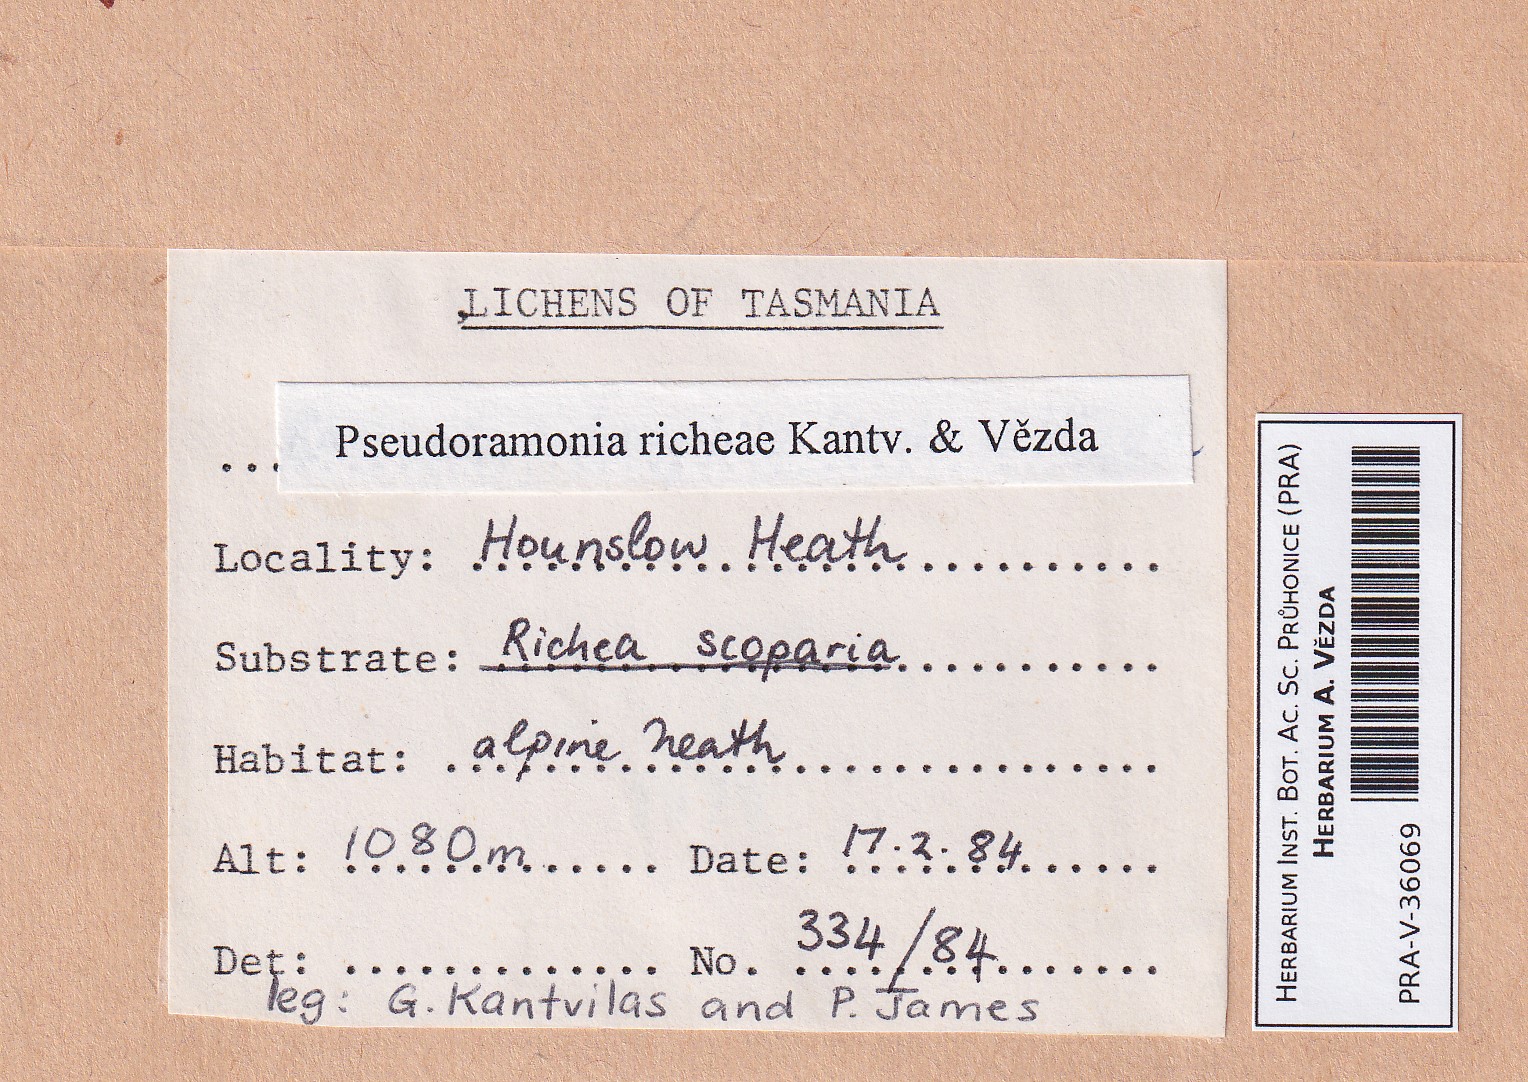 LICHENS OF TASMANIA
Pseudoramonia richeae Kantv. & Vězda
Locality: Hounslow Heath
Substrate: Richea scoparia
Habitat: alpine heath
Alt: 1080m Date: 17.2.84
Det: No. 334/84
leg: G. Kantvilas and P. James
HERBARIUM INST. BOT. AC. SC. PRŮHONICE (PRA)
HERBARIUM A. VĚZDA
PRA-V-36069